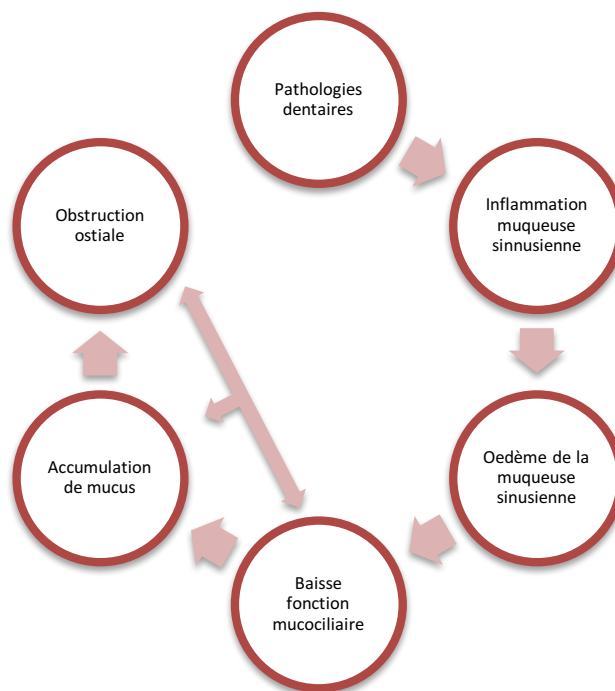 Pathologies
dentaires
Inflammation
muqueuse
sinnusienne
Oedème de la
muqueuse
sinusienne
Baisse
fonction
mucociliaire
Accumulation
de mucus
Obstruction
ostiale